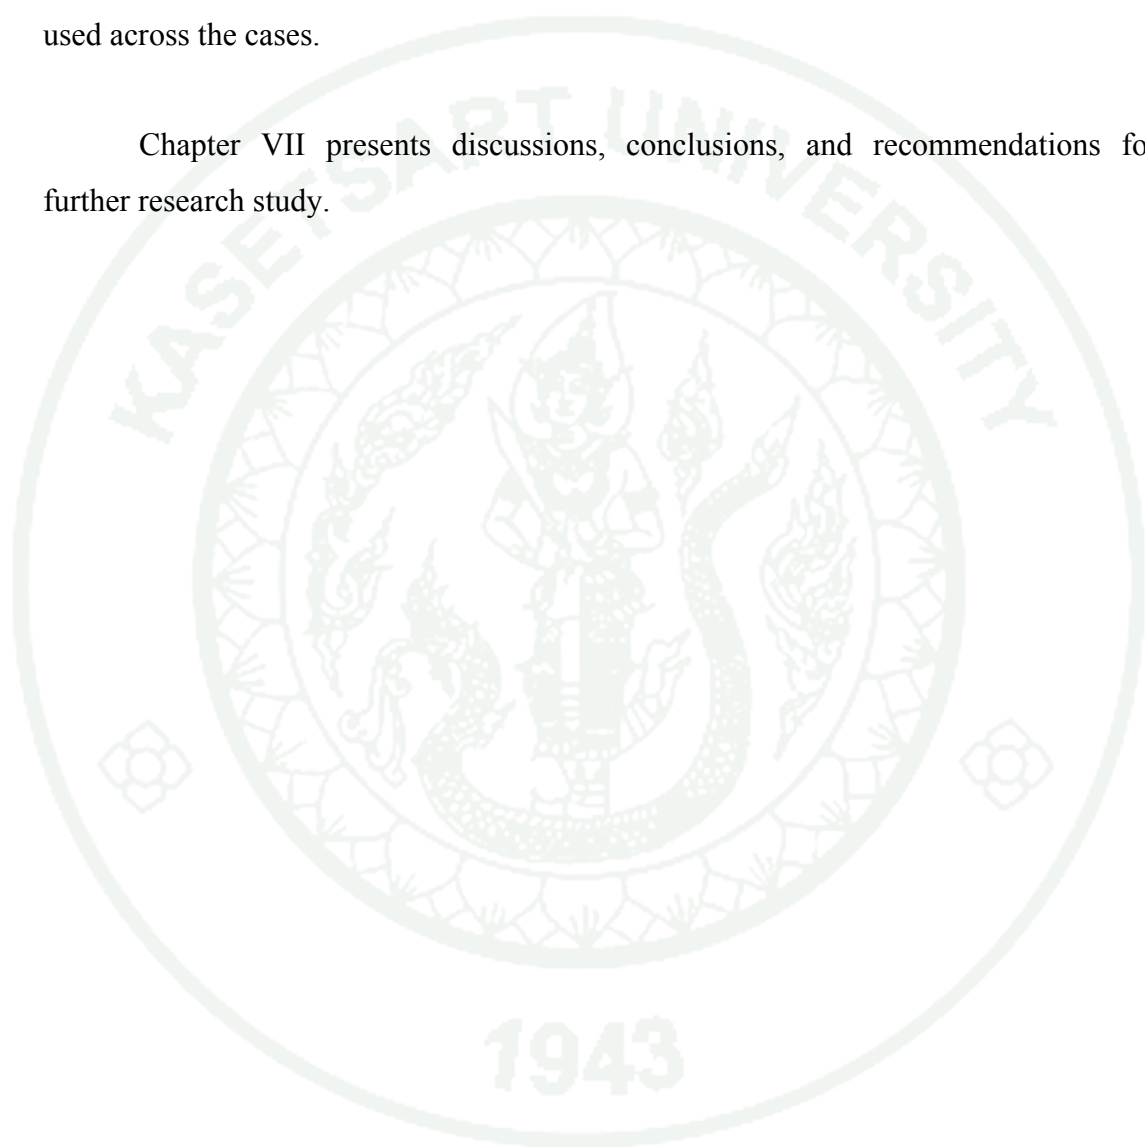 used across the cases.
Chapter VII presents discussions, conclusions, and recommendations fo
further research study.
KASETSART UNIVERSITY
1943